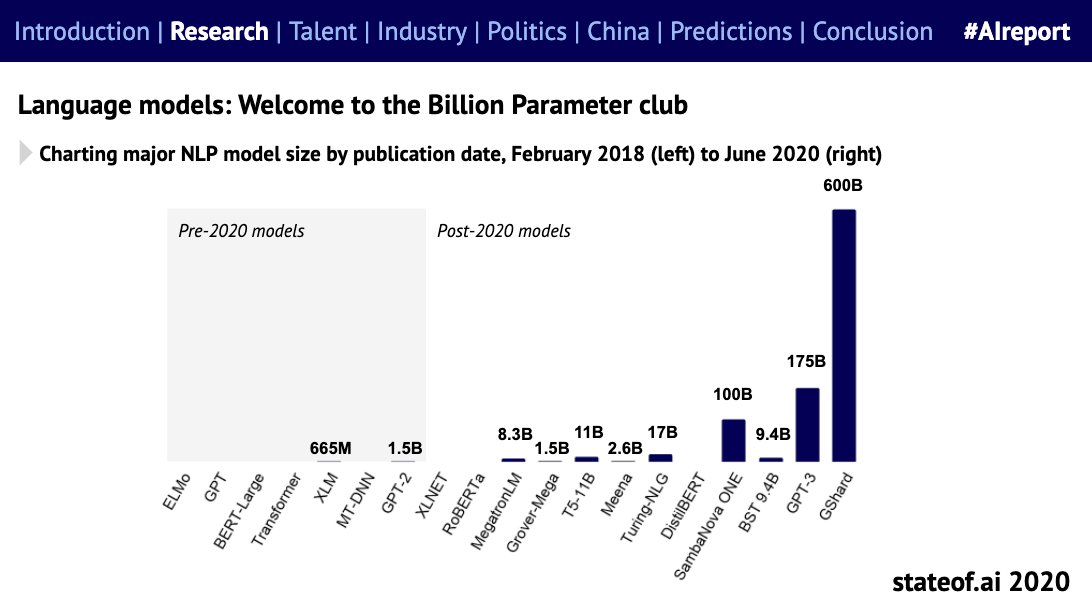 Introduction | Research | Talent | Industry | Politics | China | Predictions | Conclusion #AIreport
Language models: Welcome to the Billion Parameter club
Charting major NLP model size by publication date, February 2018 (left) to June 2020 (right)
600B
Pre-2020 models
Post-2020 models
175B
100B
665M
1.5B
8.3B
1.5B
11B
2.6B
17B
9.4B
ELMo
GPT
BERT-Large
Transformer
XLM
MT-DNN
GPT-2
XLNET
RoBERTa
MegatronLM
Grover-Mega
T5-11B
Meena
Turing-NLG
DistilBERT
SambaNova ONE
BST 9.4B
GPT-3
GShard
stateof.ai 2020